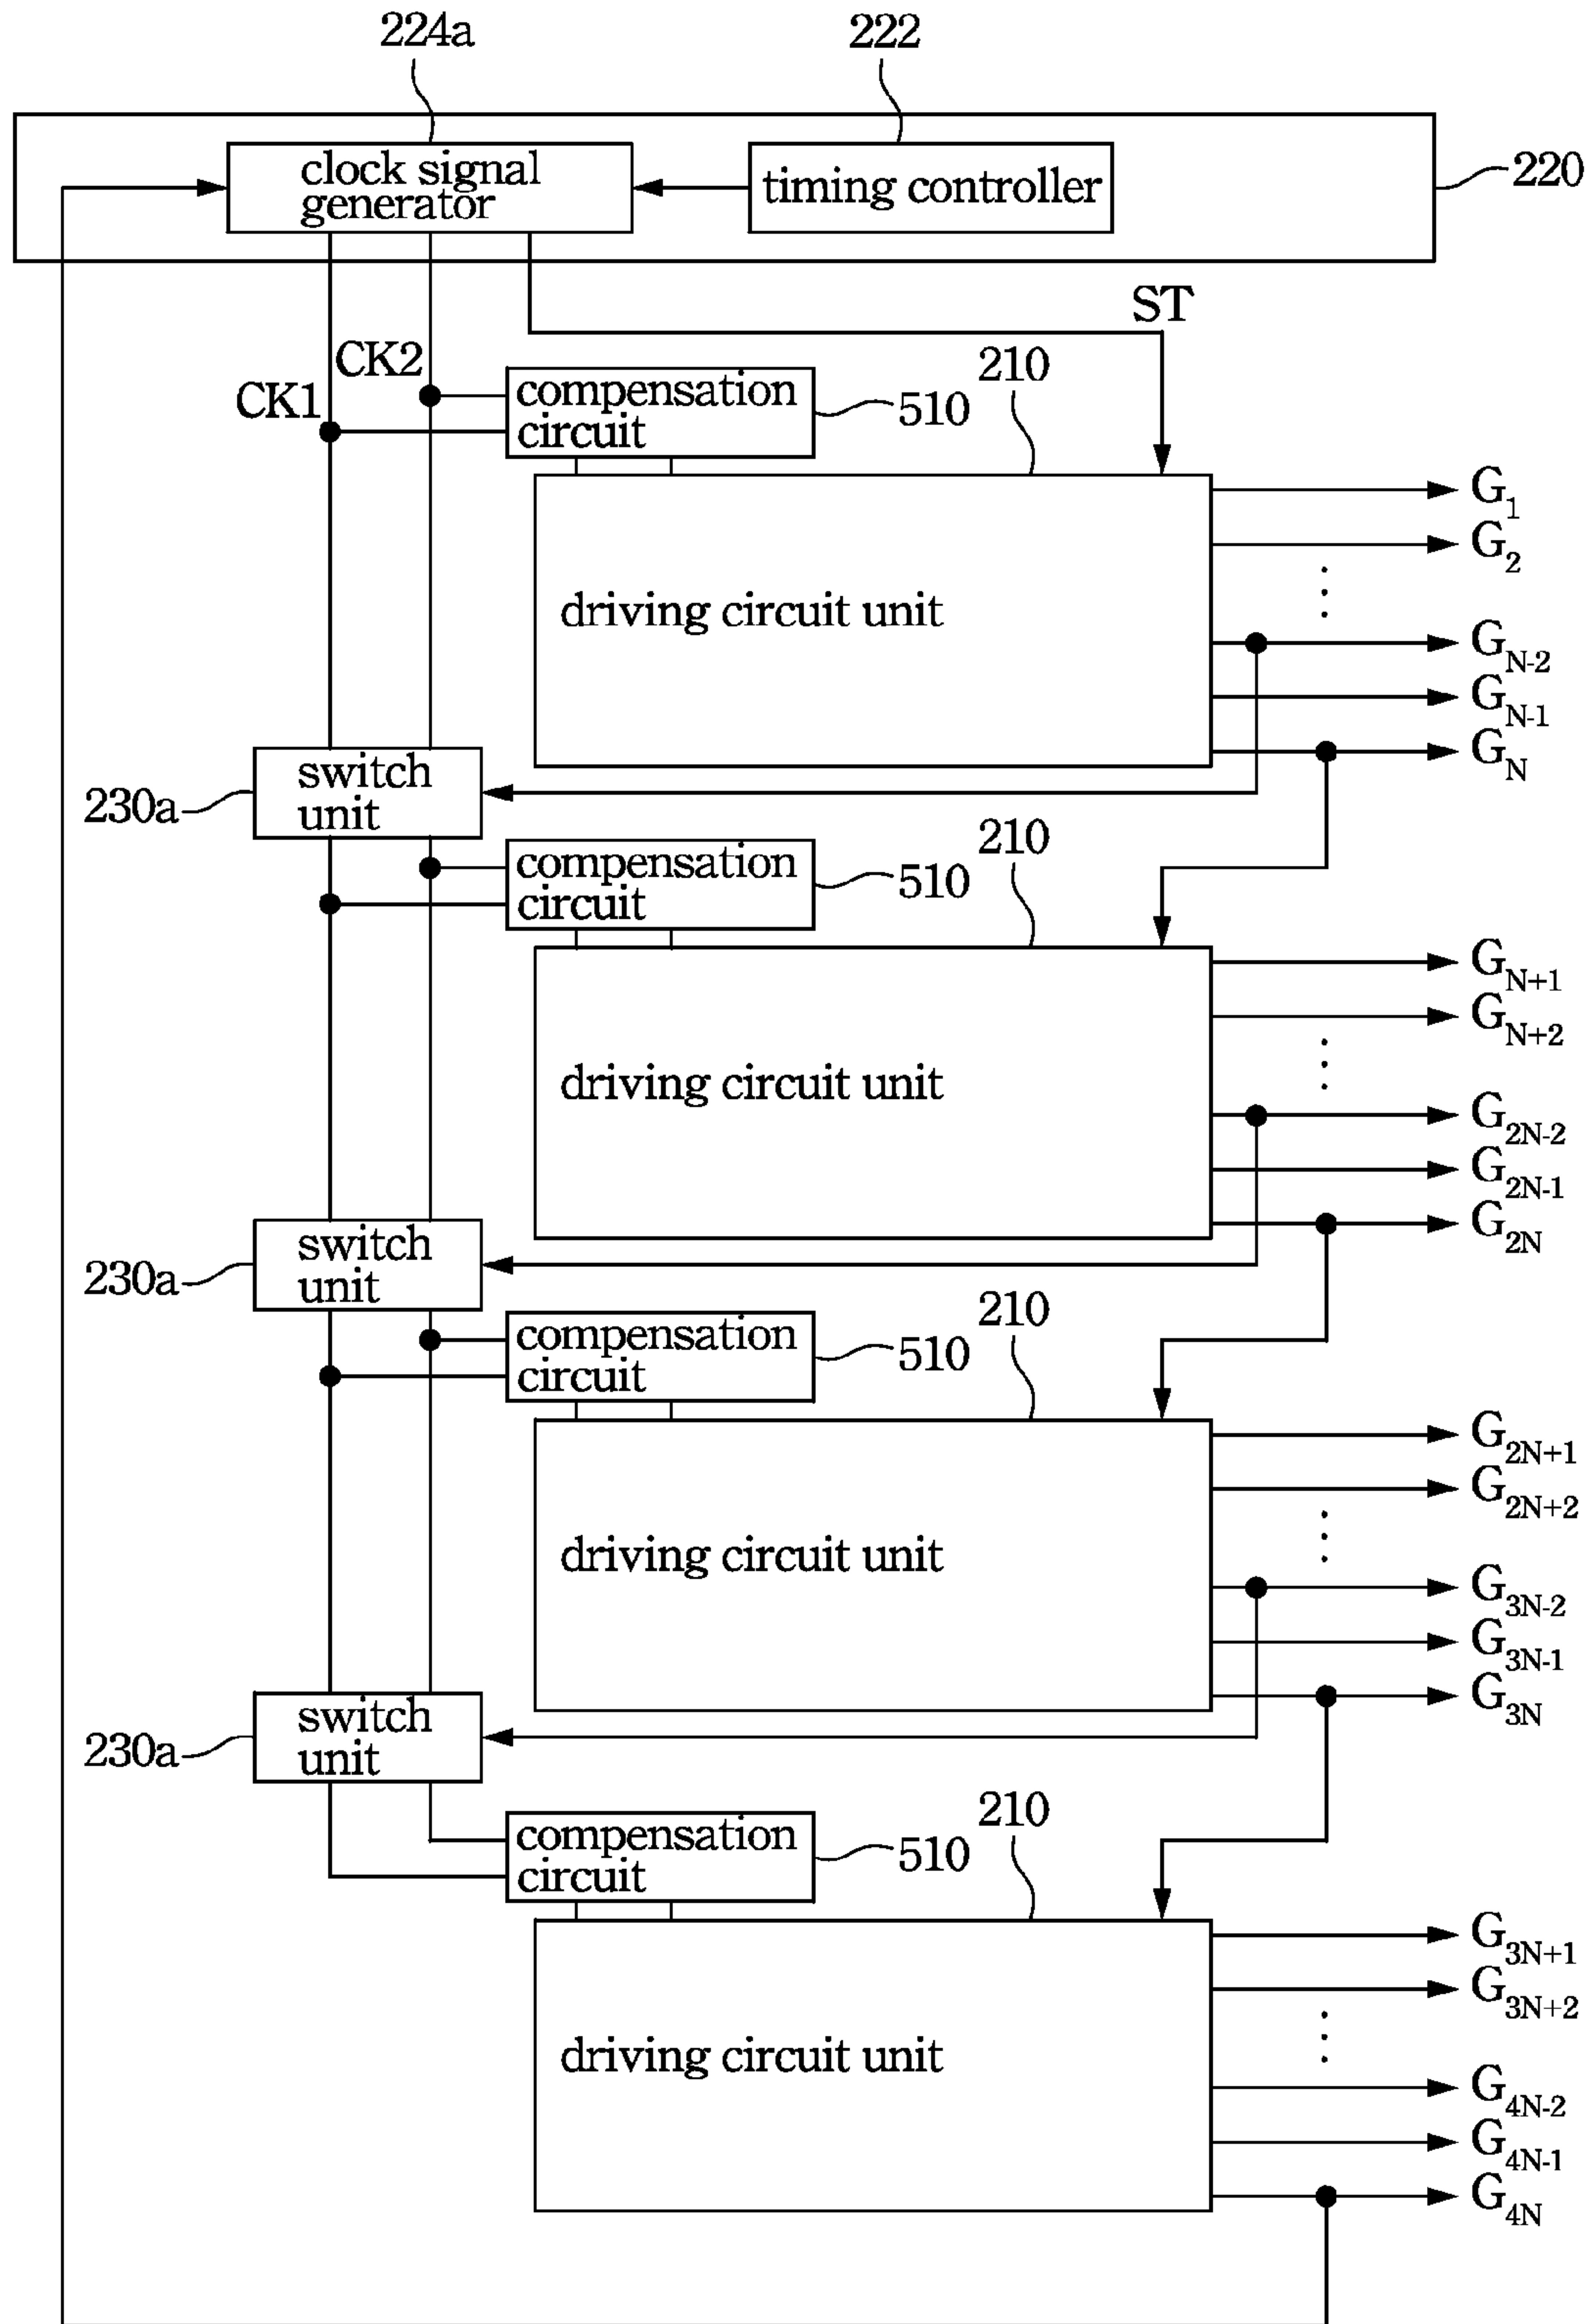 224a
222
clock signal
generator
timing controller
220
ST
CK2
CK1
compensation
circuit
510
210
driving circuit unit
G1
G2
GN-2
GN-1
GN
switch
unit
230a
compensation
circuit
510
210
driving circuit unit
GN+1
GN+2
G2N-2
G2N-1
G2N
switch
unit
230a
compensation
circuit
510
210
driving circuit unit
G2N+1
G2N+2
G3N-2
G3N-1
G3N
switch
unit
230a
compensation
circuit
510
210
driving circuit unit
G3N+1
G3N+2
G4N-2
G4N-1
G4N